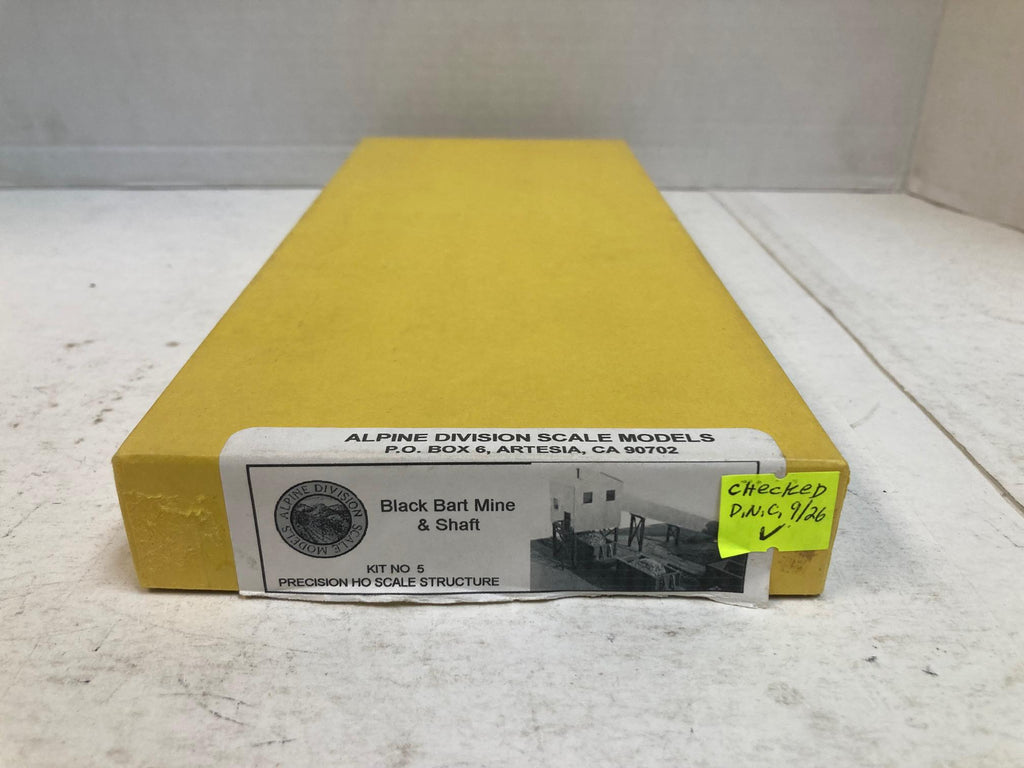 ALPINE DIVISION SCALE MODELS
P.O. BOX 6, ARTESIA, CA 90702
ALPINE DIVISION SCALE MODELS
Black Bart Mine
& Shaft
KIT NO 5
PRECISION HO SCALE STRUCTURE
CHecKeD
D.N.C. 9/26
✓